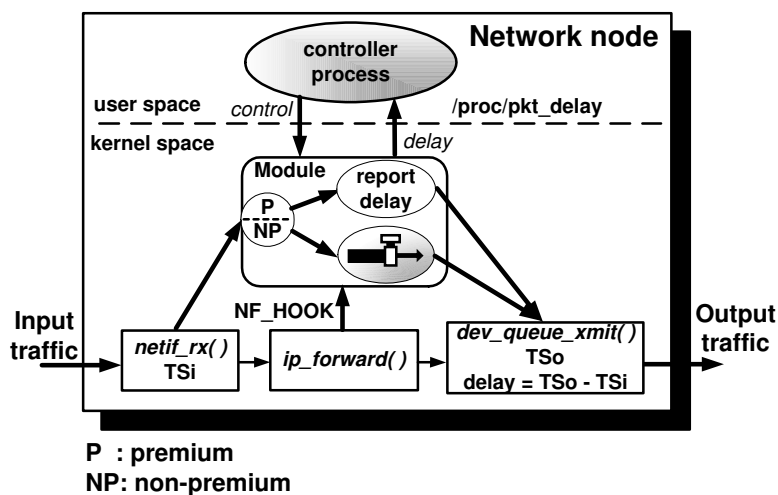 Network node
controller
process
user space
control
/proc/pkt_delay
kernel space
delay
Module
report
delay
P
NP
NF_HOOK
Input
traffic
netif_rx( )
TSi
ip_forward( )
dev_queue_xmit( )
TSo
delay = TSo - TSi
Output
traffic
P : premium
NP: non-premium